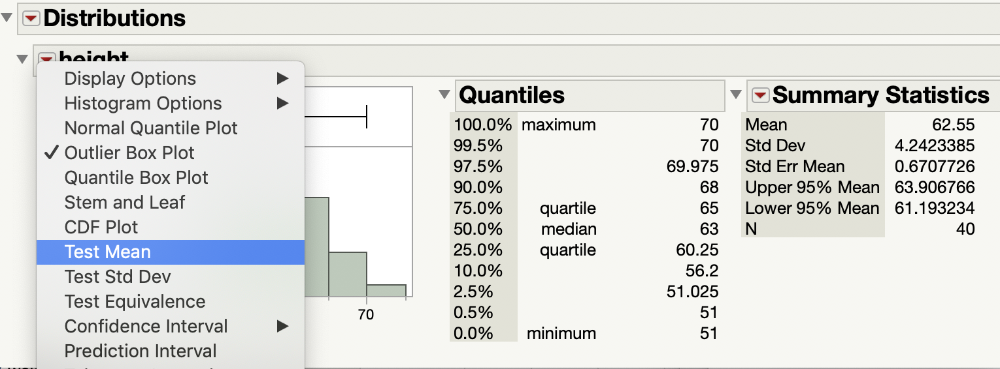 Distributions
height
Display Options
Histogram Options
Normal Quantile Plot
Outlier Box Plot
Quantile Box Plot
Stem and Leaf
CDF Plot
Test Mean
Test Std Dev
Test Equivalence
Confidence Interval
Prediction Interval
70
Quantiles
100.0% maximum 70
99.5% 70
97.5% 69.975
90.0% 68
75.0% quartile 65
50.0% median 63
25.0% quartile 60.25
10.0% 56.2
2.5% 51.025
0.5% 51
0.0% minimum 51
Summary Statistics
Mean 62.55
Std Dev 4.2423385
Std Err Mean 0.6707726
Upper 95% Mean 63.906766
Lower 95% Mean 61.193234
N 40